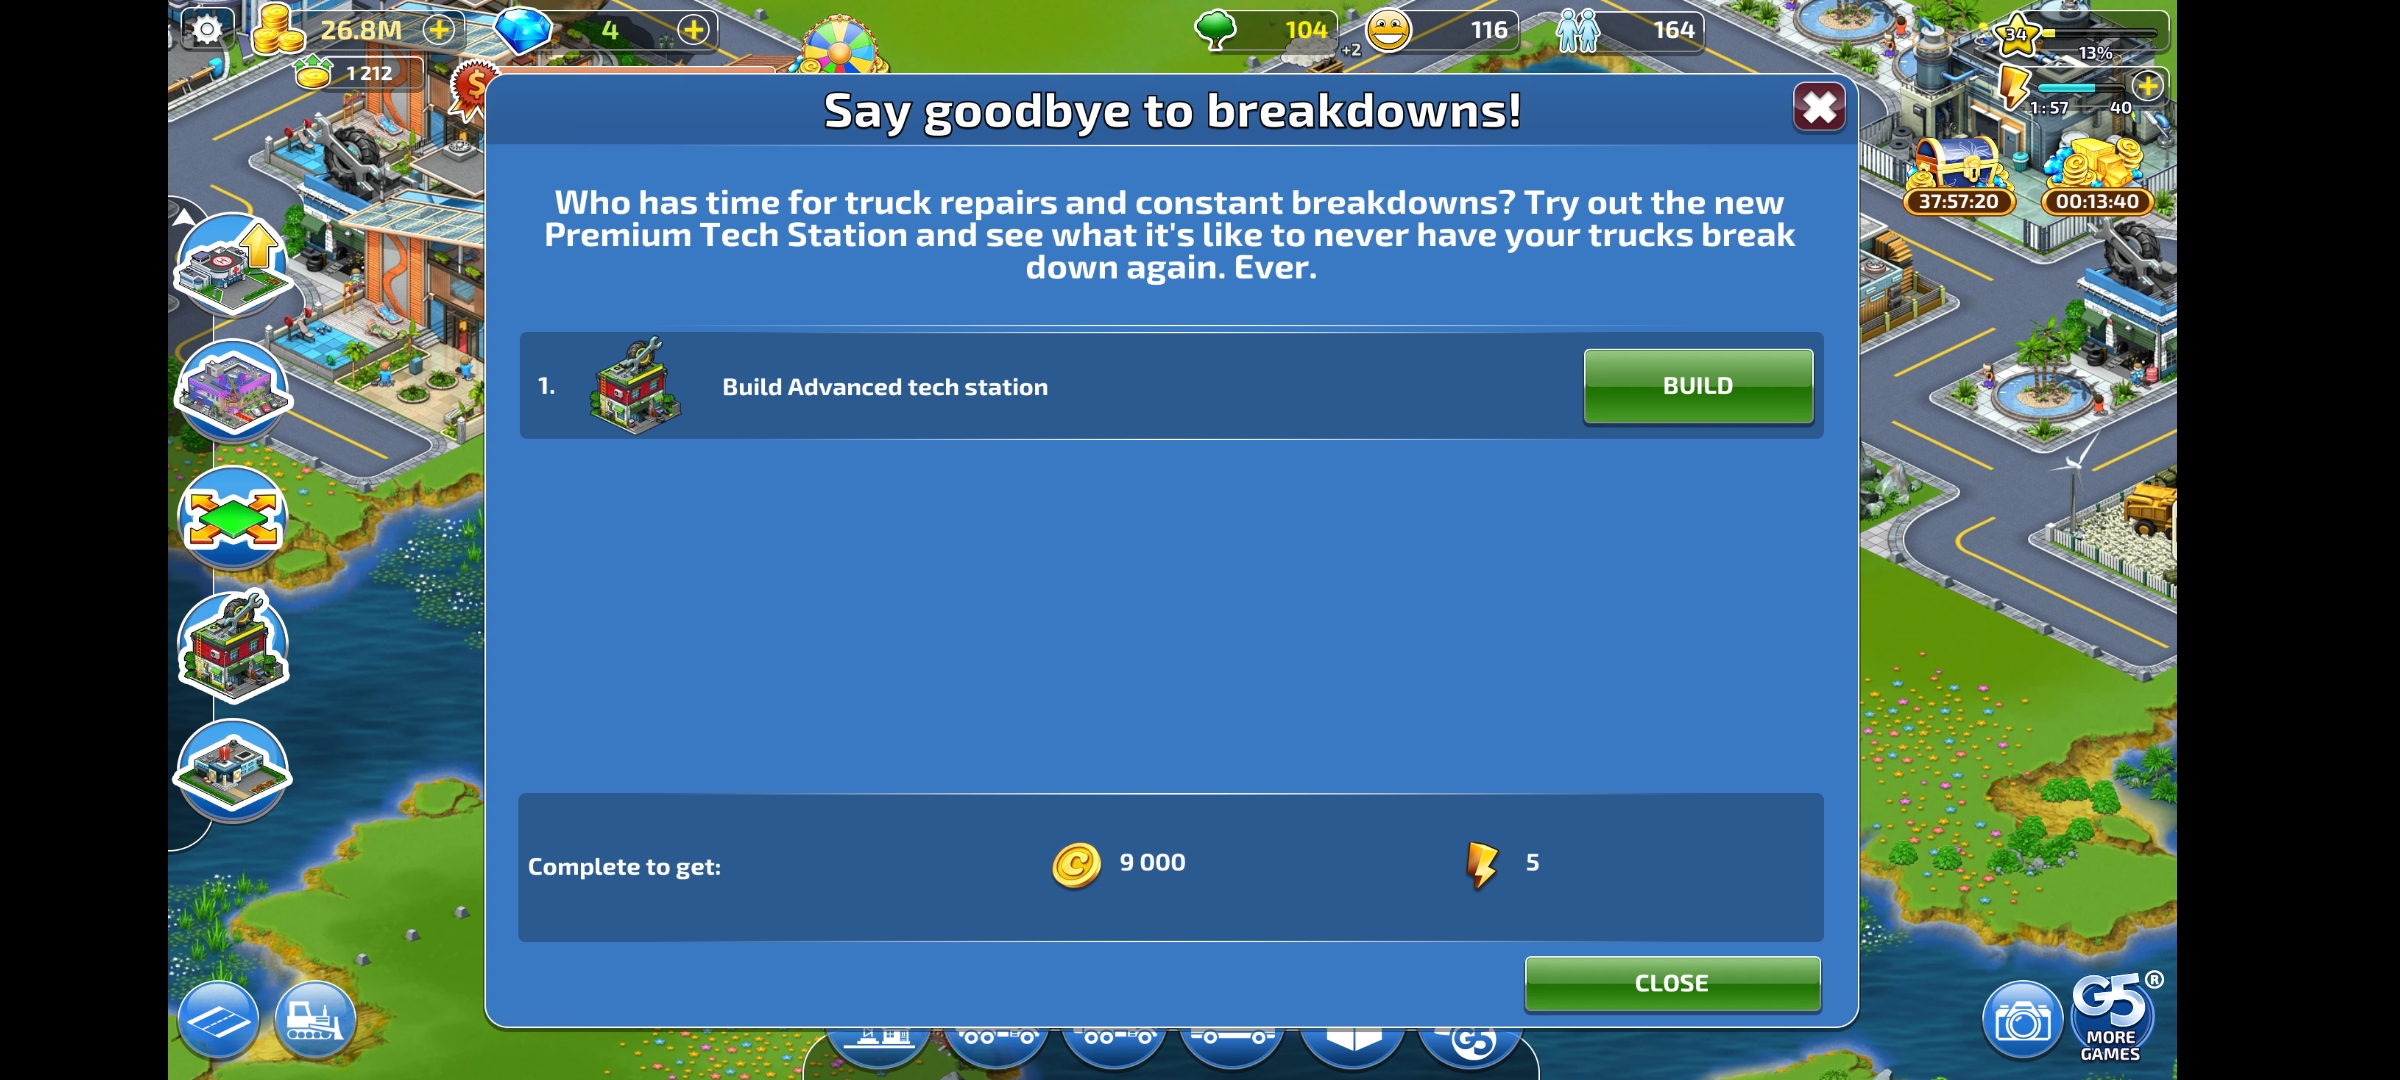 26.8M
4
104
+2
116
164
34
13%
1 212
1:57
40
37:57:20
00:13:40
Say goodbye to breakdowns!
Who has time for truck repairs and constant breakdowns? Try out the new
Premium Tech Station and see what it's like to never have your trucks break
down again. Ever.
1.
Build Advanced tech station
BUILD
Complete to get:
9 000
5
CLOSE
G5
G5®
MORE
GAMES